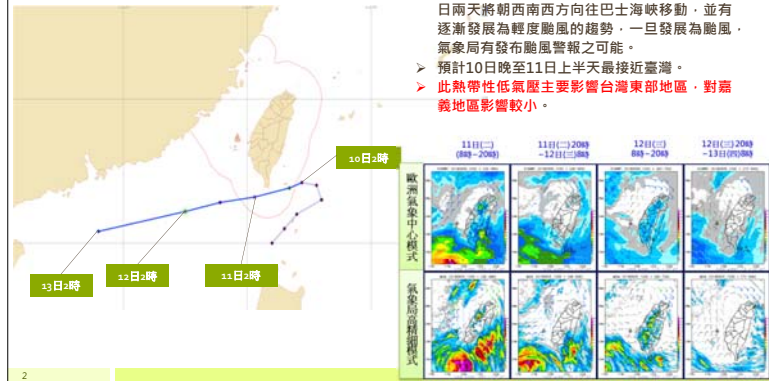 日兩天將朝西南西方向往巴士海峽移動，並有
逐漸發展為輕度颱風的趨勢，一旦發展為颱風，
氣象局有發布颱風警報之可能。
➢ 預計10日晚至11日上半天最接近臺灣。
➢ 此熱帶性低氣壓主要影響台灣東部地區，對嘉
義地區影響較小。
10日2時
11日2時
12日2時
13日2時
11日(二)
(8時~20時)
11日(二)20時
~12日(三)8時
12日(三)
8時~20時
12日(三)20時
~13日(四)8時
歐洲氣象中心模式
氣象局高精細模式
2